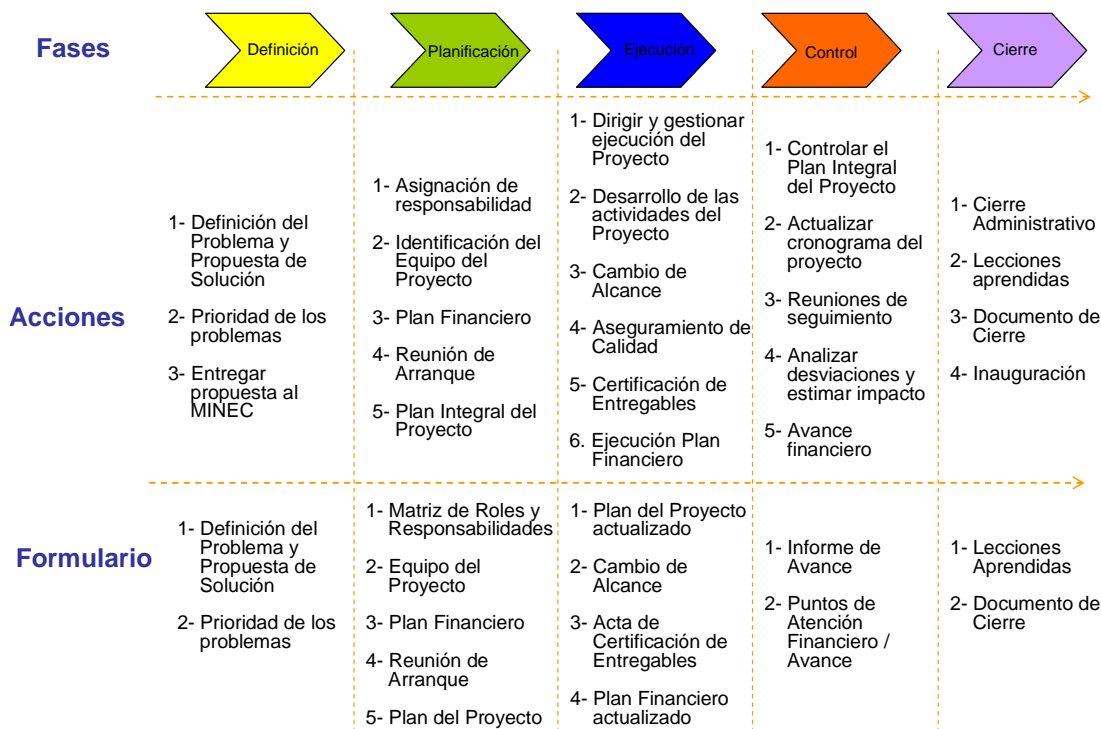 Fases
Definición
Planificación
Ejecución
Control
Cierre
Acciones
1- Definición del
Problema y
Propuesta de
Solución
2- Prioridad de los
problemas
3- Entregar
propuesta al
MINEC
1- Asignación de
responsabilidad
2- Identificación del
Equipo del
Proyecto
3- Plan Financiero
4- Reunión de
Arranque
5- Plan Integral del
Proyecto
1- Dirigir y gestionar
ejecución del
Proyecto
2- Desarrollo de las
actividades del
Proyecto
3- Cambio de
Alcance
4- Aseguramiento de
Calidad
5- Certificación de
Entregables
6. Ejecución Plan
Financiero
1- Controlar el
Plan Integral
del Proyecto
2- Actualizar
cronograma del
proyecto
3- Reuniones de
seguimiento
4- Analizar
desviaciones y
estimar impacto
5- Avance
financiero
1- Cierre
Administrativo
2- Lecciones
aprendidas
3- Documento de
Cierre
4- Inauguración
Formulario
1- Definición del
Problema y
Propuesta de
Solución
2- Prioridad de los
problemas
1- Matriz de Roles y
Responsabilidades
2- Equipo del
Proyecto
3- Plan Financiero
4- Reunión de
Arranque
5- Plan del Proyecto
1- Plan del Proyecto
actualizado
2- Cambio de
Alcance
3- Acta de
Certificación de
Entregables
4- Plan Financiero
actualizado
1- Informe de
Avance
2- Puntos de
Atención
Financiero /
Avance
1- Lecciones
Aprendidas
2- Documento de
Cierre